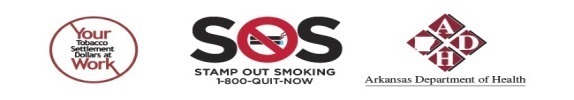 Your
Tobacco
Settlement
Dollars at
Work
SOS
STAMP OUT SMOKING
1-800-QUIT-NOW
ADH
Arkansas Department of Health